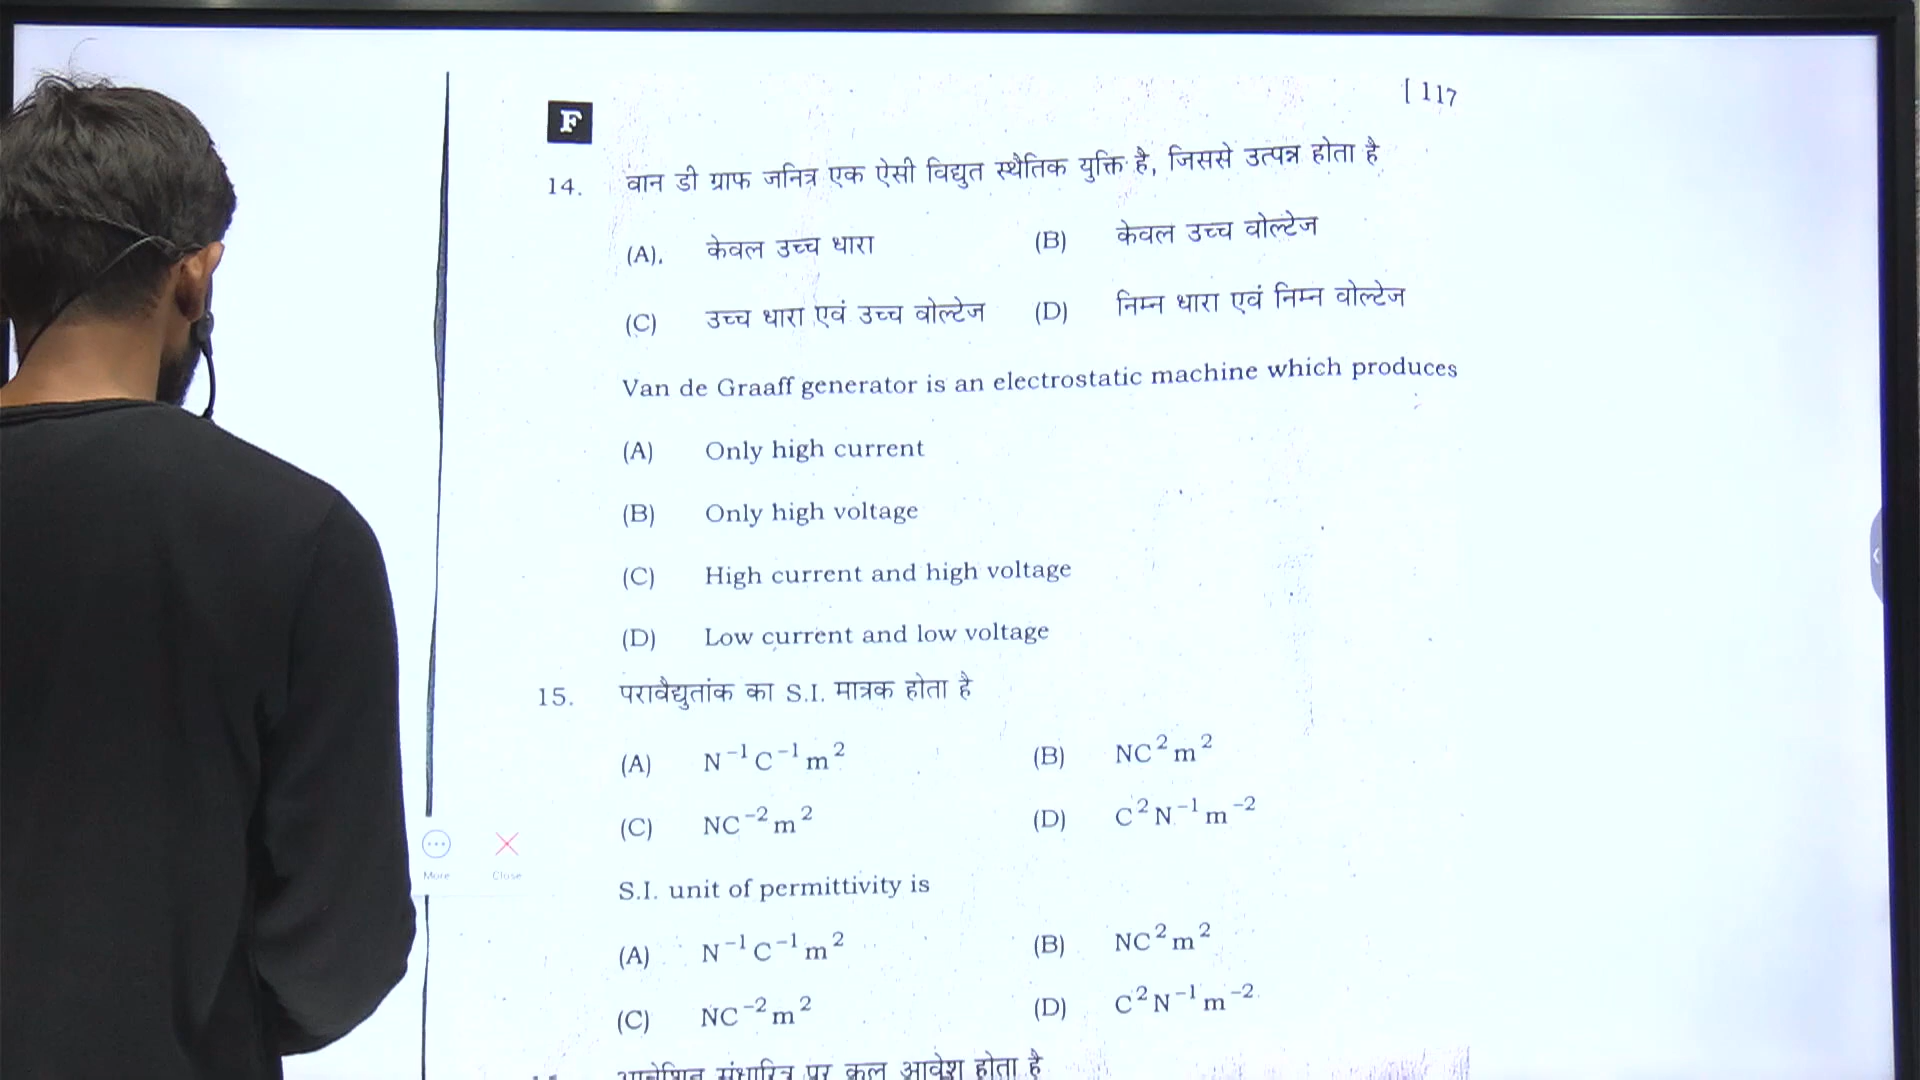 [ 117
F
14. वान डी ग्राफ जनित्र एक ऐसी विद्युत स्थैतिक युक्ति है, जिससे उत्पन्न होता है
(A). केवल उच्च धारा (B) केवल उच्च वोल्टेज
(C) उच्च धारा एवं उच्च वोल्टेज (D) निम्न धारा एवं निम्न वोल्टेज
Van de Graaff generator is an electrostatic machine which produces
(A) Only high current
(B) Only high voltage
(C) High current and high voltage
(D) Low current and low voltage
15. परावैद्युतांक का S.I. मात्रक होता है
(A) N⁻¹C⁻¹m² (B) NC²m²
(C) NC⁻²m² (D) C²N⁻¹m⁻²
More Close
S.I. unit of permittivity is
(A) N⁻¹C⁻¹m² (B) NC²m²
(C) NC⁻²m² (D) C²N⁻¹m⁻²
संधारित्र पर कुल आवेश होता है